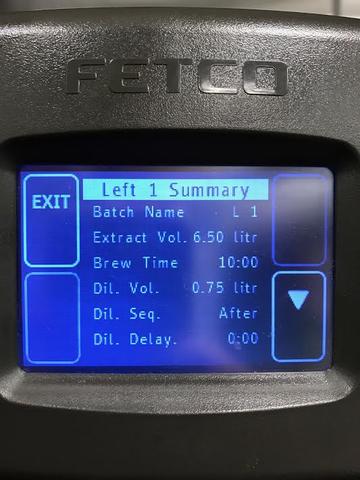 FETCO
EXIT
Left 1 Summary
Batch Name L 1
Extract Vol. 6.50 litr
Brew Time 10:00
Dil. Vol. 0.75 litr
Dil. Seq. After
Dil. Delay. 0:00